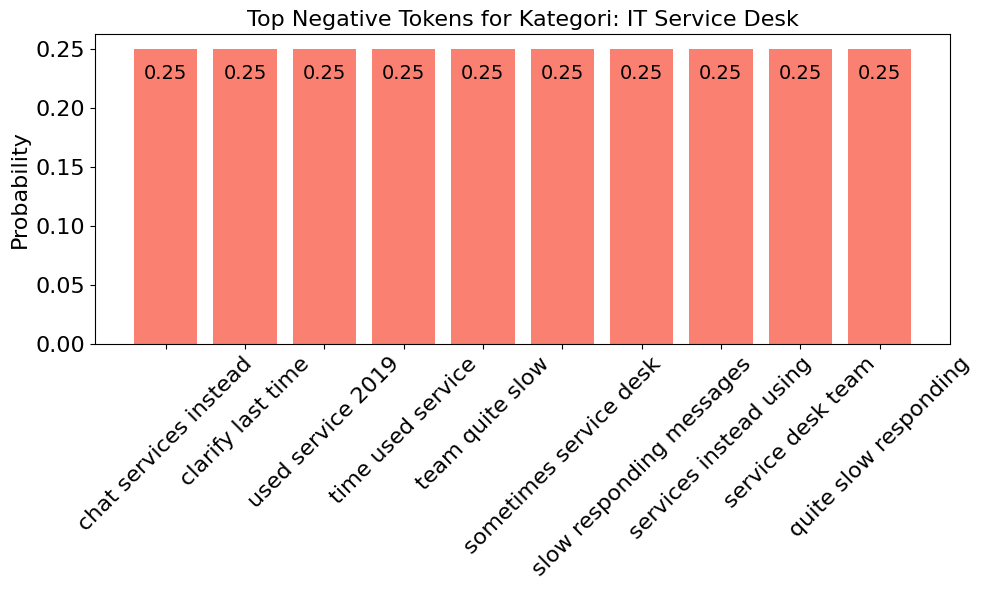 Top Negative Tokens for Kategori: IT Service Desk
Probability
0.25
0.20
0.15
0.10
0.05
0.00
0.25 0.25 0.25 0.25 0.25 0.25 0.25 0.25 0.25 0.25
chat services instead
clarify last time
used service 2019
time used service
team quite slow
sometimes service desk
slow responding messages
services instead using
service desk team
quite slow responding